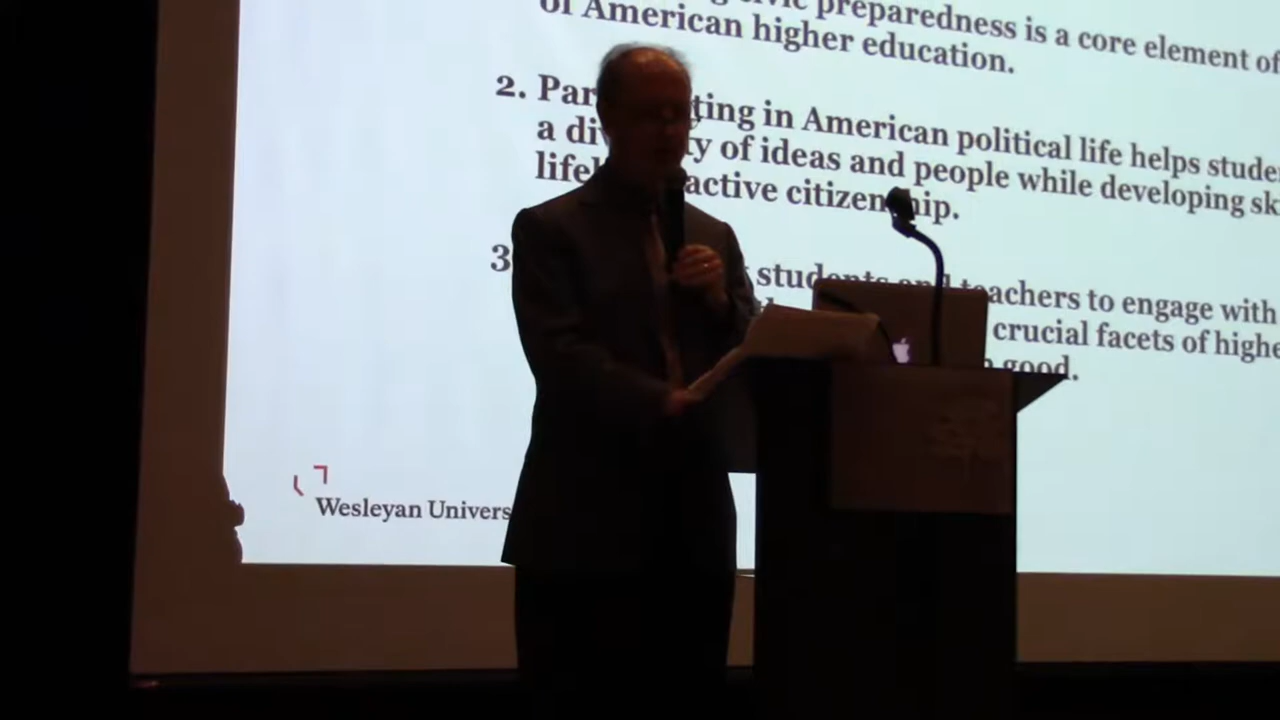 civic preparedness is a core element of
of American higher education.
2. Par ting in American political life helps stude
a di ty of ideas and people while developing sk
life active citizenship.
3 students and teachers to engage with
crucial facets of highe
good.
Wesleyan Univers